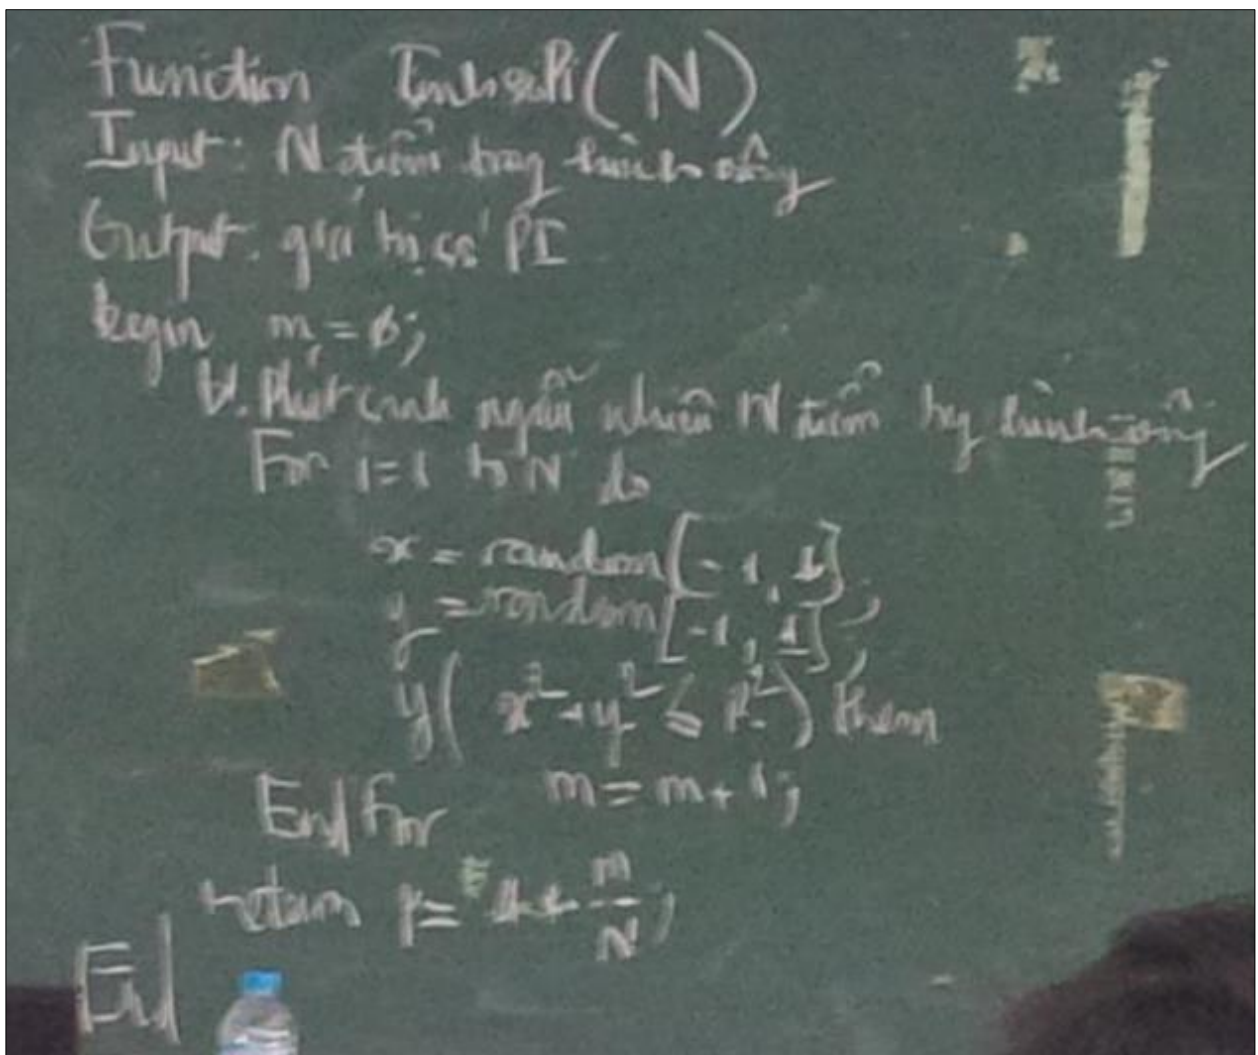 Function TínhsốPi(N)
Input: N điểm trong hình vuông
Output: giá trị số PI
begin m = 0;
Phát sinh ngẫu nhiên N điểm trong hình vuông
For i=1 to N do
x = random[-1, 1];
y = random[-1, 1];
if( x² + y² ≤ R² ) then
m = m + 1;
End For
return p = 4 * m/N;
End